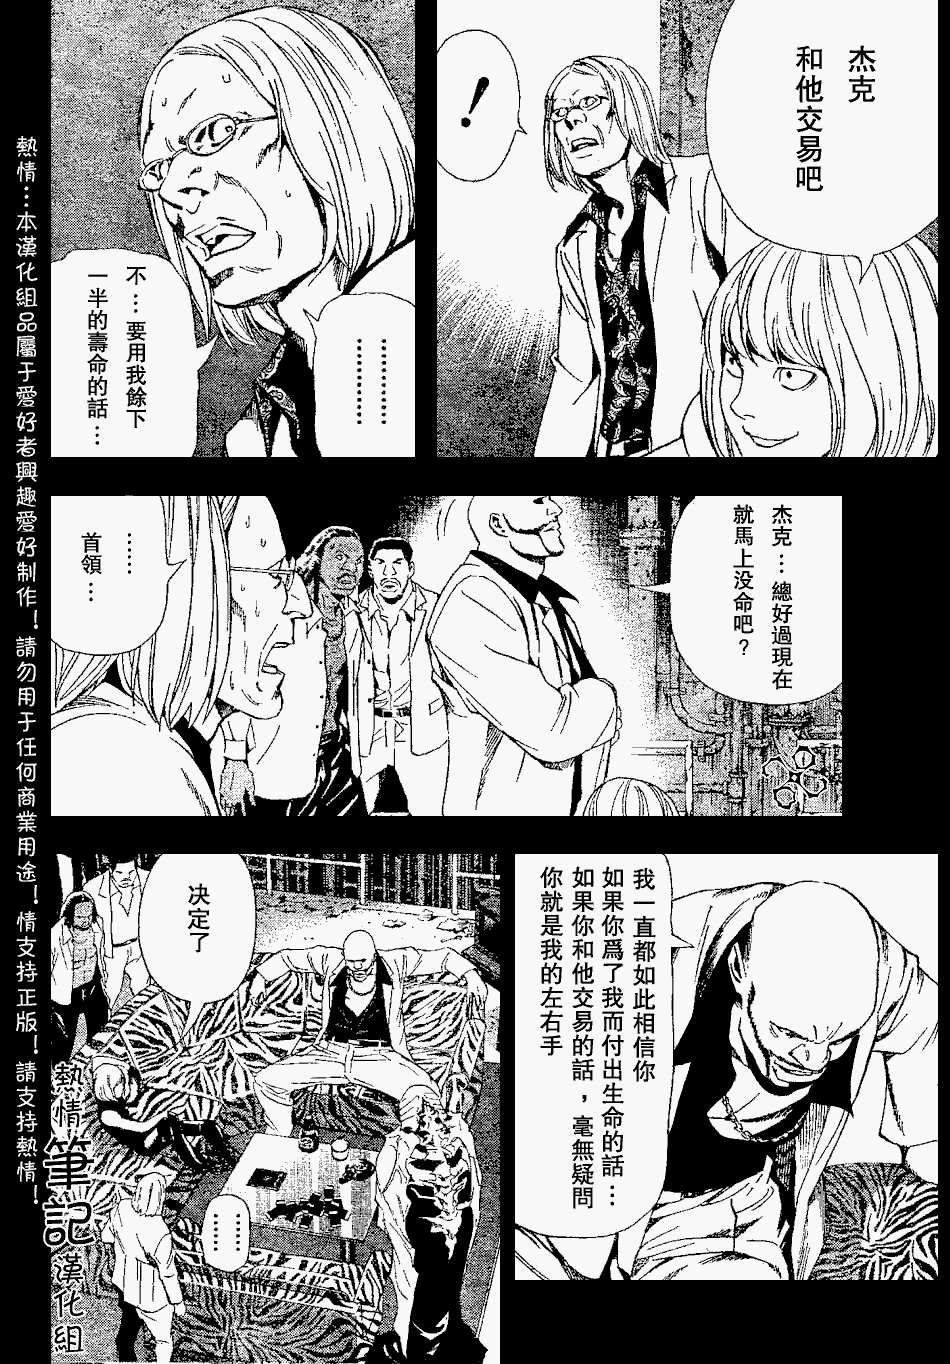 杰克
和他交易吧
！
…………
不…要用我餘下
一半的壽命的話…
杰克…總好過現在
就馬上没命吧？
……
首領…
我一直都如此相信你
如果你爲了我而付出生命的話…
如果你和他交易的話，毫無疑問
你就是我的左右手
决定了
……
熱情…本漢化組品屬于愛好者興趣愛好制作！請勿用于任何商業用途！情支持正版！請支持熱情！
熱情筆記漢化組